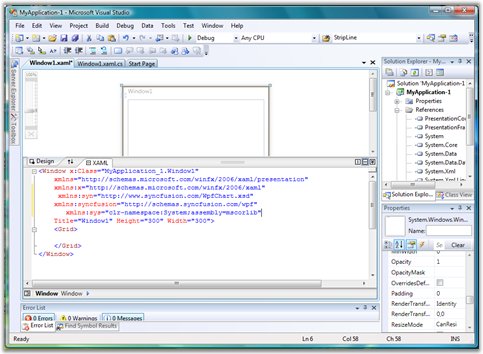 MyApplication-1 - Microsoft Visual Studio
File Edit View Project Build Debug Data Tools Test Window Help
Debug Any CPU StripLine
Window1.xaml* Window1.xaml.cs Start Page
Server Explorer Toolbox
100%
Window1
Design XAML
<Window x:Class="MyApplication_1.Window1"
xmlns="http://schemas.microsoft.com/winfx/2006/xaml/presentation"
xmlns:x="http://schemas.microsoft.com/winfx/2006/xaml"
xmlns:syn="http://www.syncfusion.com/WpfChart.xsd"
xmlns:syncfusion="http://schemas.syncfusion.com/wpf"
xmlns:sys="clr-namespace:System;assembly=mscorlib"
Title="Window1" Height="300" Width="300">
<Grid>
</Grid>
</Window>
Window Window
Error List
0 Errors 0 Warnings 0 Messages
Error List Find Symbol Results
Solution Explorer - My...
Solution 'MyApplication-
MyApplication-1
Properties
References
PresentationCo
PresentationFra
System
System.Core
System.Data
System.Data.Da
Solution Explo... Class View
Properties
System.Windows.Win
Name:
Clear
MinWidth 0
Opacity 1
OpacityMask
OverridesDef...
Padding 0
RenderTransf... Identity
RenderTransf... 0,0
ResizeMode CanResi
Ln 6 Col 58 Ch 58 INS